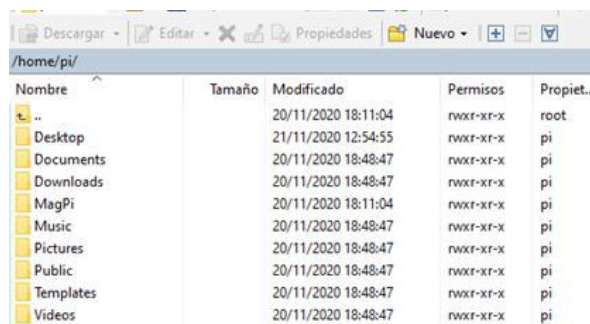 Descargar Editar Propiedades Nuevo
/home/pi/
Nombre Tamaño Modificado Permisos Propiet..
.. 20/11/2020 18:11:04 rwxr-xr-x root
Desktop 21/11/2020 12:54:55 rwxr-xr-x pi
Documents 20/11/2020 18:48:47 rwxr-xr-x pi
Downloads 20/11/2020 18:48:47 rwxr-xr-x pi
MagPi 20/11/2020 18:11:04 rwxr-xr-x pi
Music 20/11/2020 18:48:47 rwxr-xr-x pi
Pictures 20/11/2020 18:48:47 rwxr-xr-x pi
Public 20/11/2020 18:48:47 rwxr-xr-x pi
Templates 20/11/2020 18:48:47 rwxr-xr-x pi
Videos 20/11/2020 18:48:47 rwxr-xr-x pi